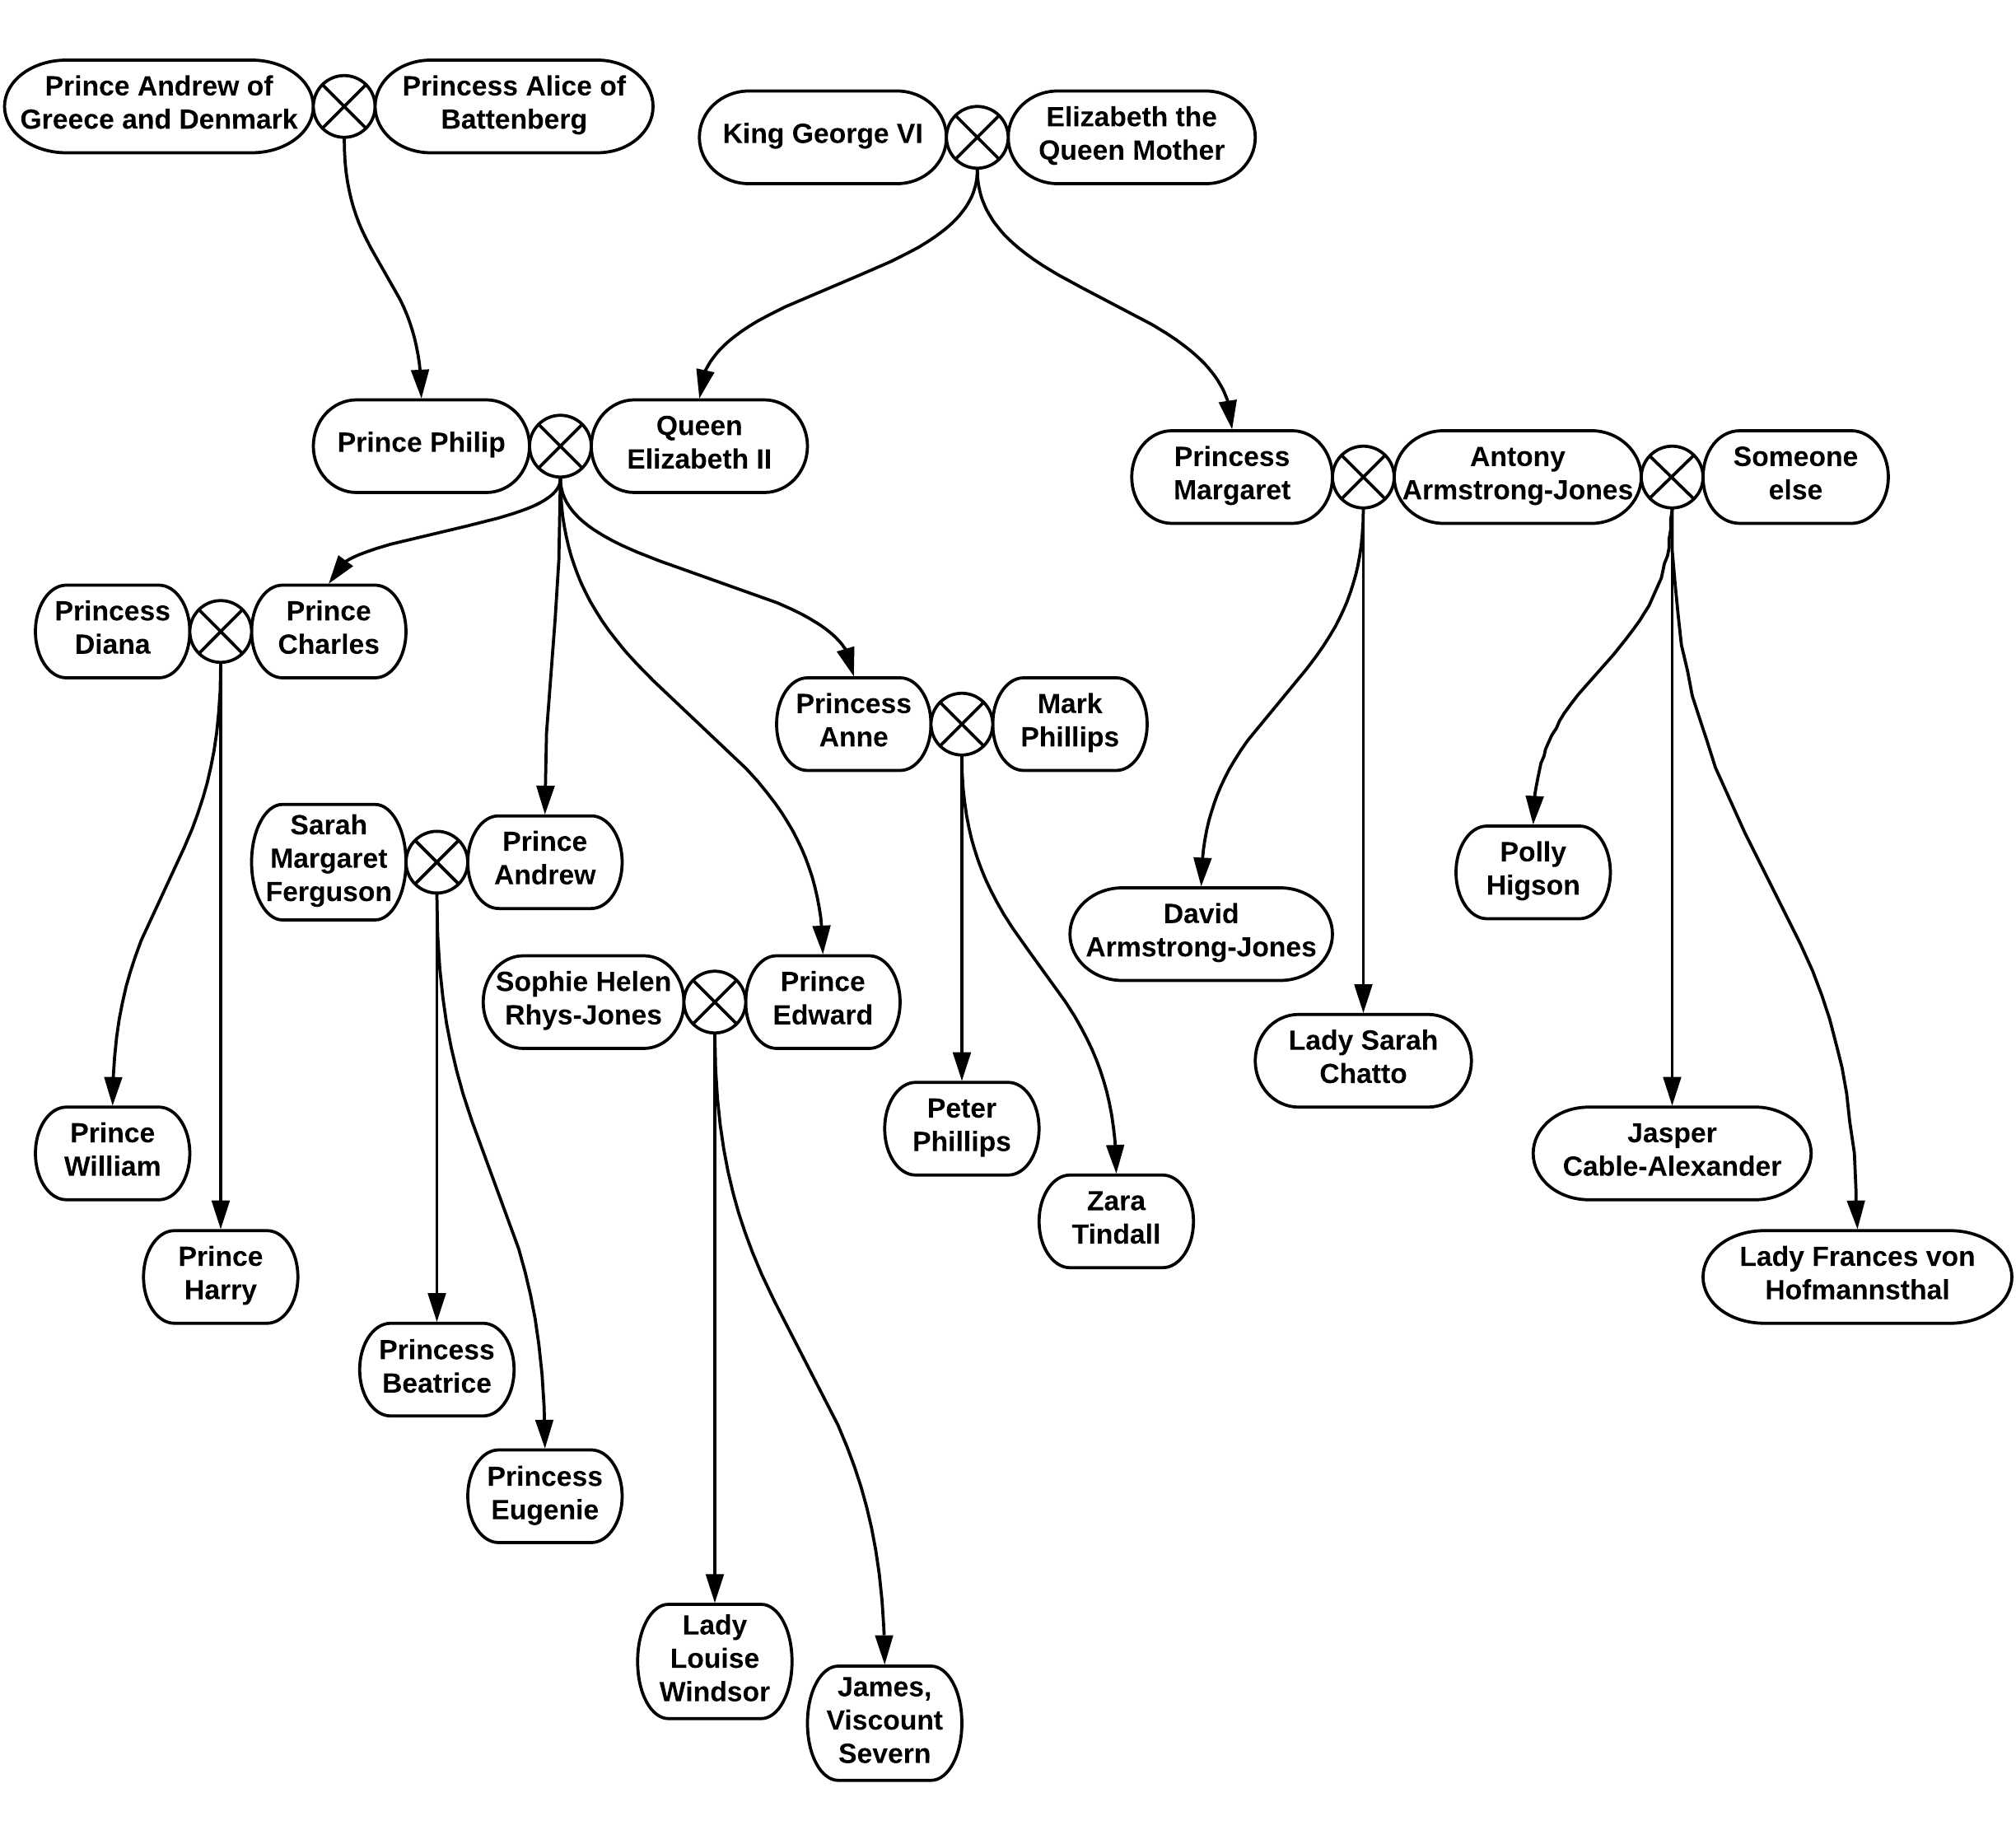 Prince Andrew of
Greece and Denmark
Princess Alice of
Battenberg
King George VI
Elizabeth the
Queen Mother
Prince Philip
Queen
Elizabeth II
Princess
Margaret
Antony
Armstrong-Jones
Someone
else
Princess
Diana
Prince
Charles
Princess
Anne
Mark
Phillips
Sarah
Margaret
Ferguson
Prince
Andrew
Polly
Higson
David
Armstrong-Jones
Sophie Helen
Rhys-Jones
Prince
Edward
Lady Sarah
Chatto
Peter
Phillips
Prince
William
Jasper
Cable-Alexander
Zara
Tindall
Prince
Harry
Lady Frances von
Hofmannsthal
Princess
Beatrice
Princess
Eugenie
Lady
Louise
Windsor
James,
Viscount
Severn